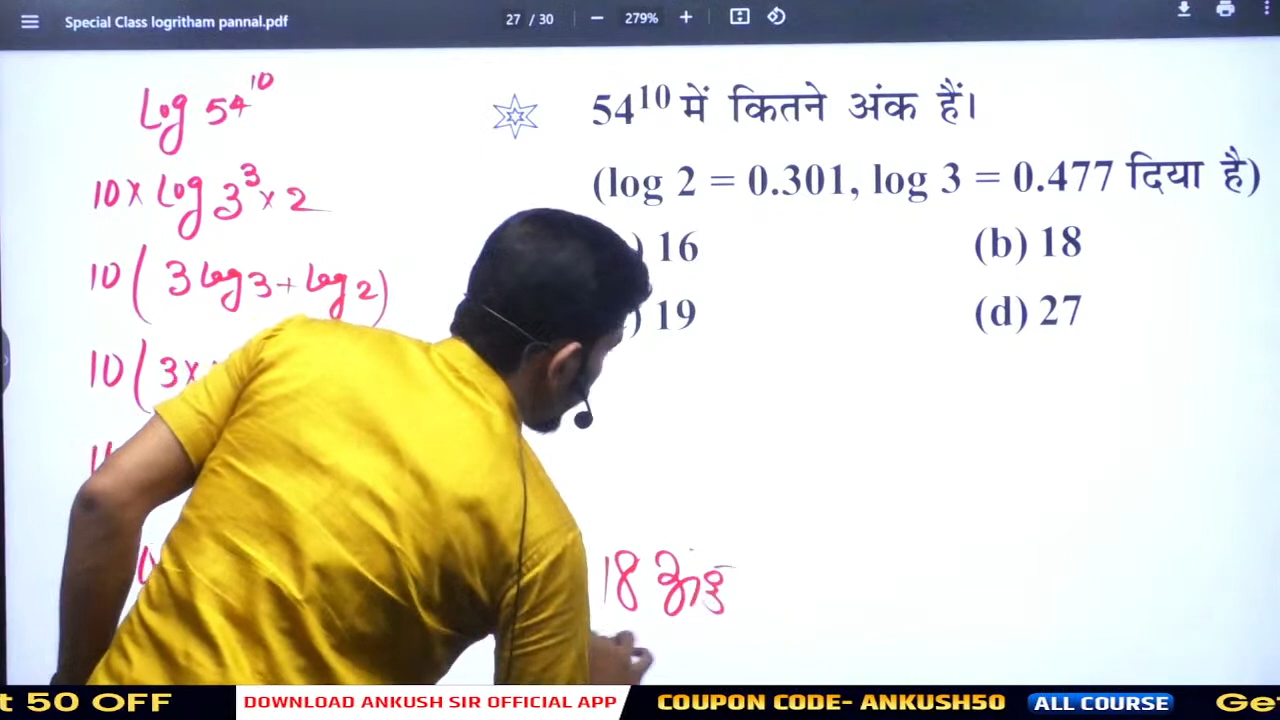 Special Class logritham pannal.pdf
27 / 30
279%
log 54^10
10 × log 3^3 × 2
10 ( 3 log 3 + log 2 )
10 ( 3 ×
54^10 में कितने अंक हैं।
(log 2 = 0.301, log 3 = 0.477 दिया है)
) 16
(b) 18
) 19
(d) 27
18 अंक
t 50 OFF
DOWNLOAD ANKUSH SIR OFFICIAL APP
COUPON CODE- ANKUSH50
ALL COURSE
Ge